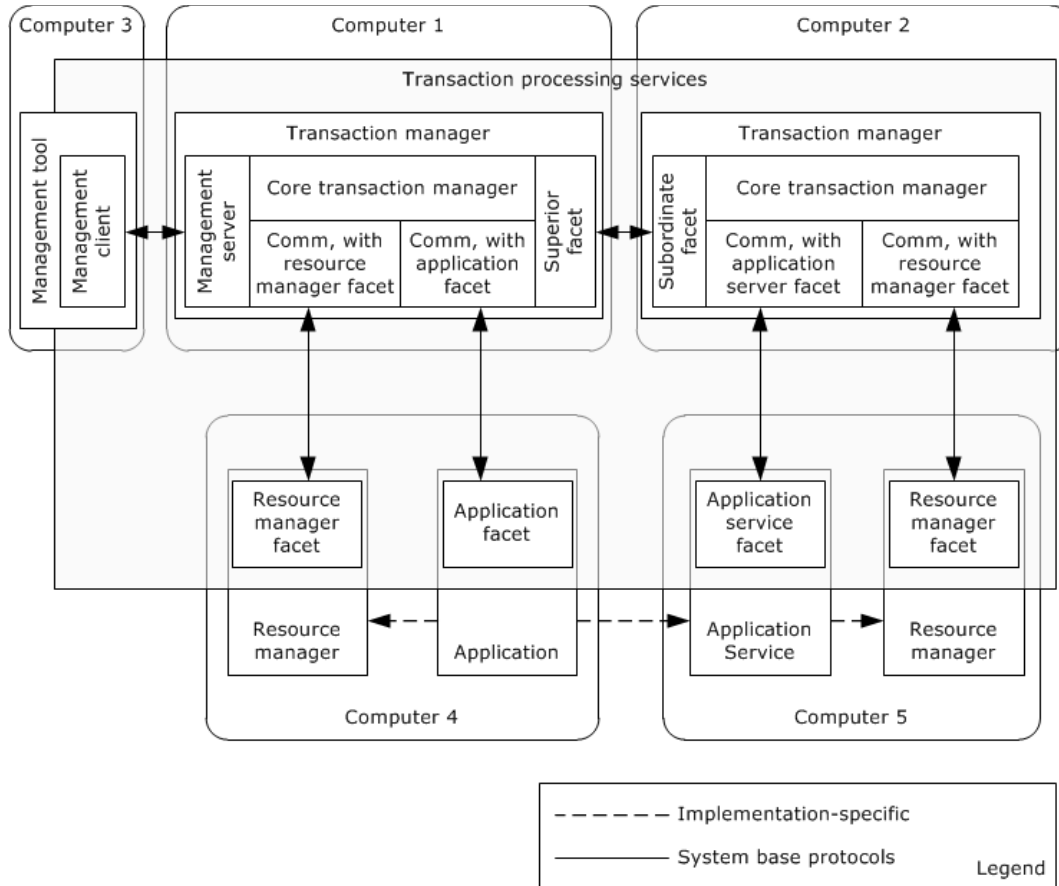 Computer 3
Computer 1
Computer 2
Transaction processing services
Management tool
Management
client
Transaction manager
Management
server
Core transaction manager
Comm, with
resource
manager facet
Comm, with
application
facet
Superior
facet
Transaction manager
Subordinate
facet
Core transaction manager
Comm, with
application
server facet
Comm, with
resource
manager facet
Resource
manager
facet
Application
facet
Application
service
facet
Resource
manager
facet
Resource
manager
Application
Application
Service
Resource
manager
Computer 4
Computer 5
Implementation-specific
System base protocols
Legend